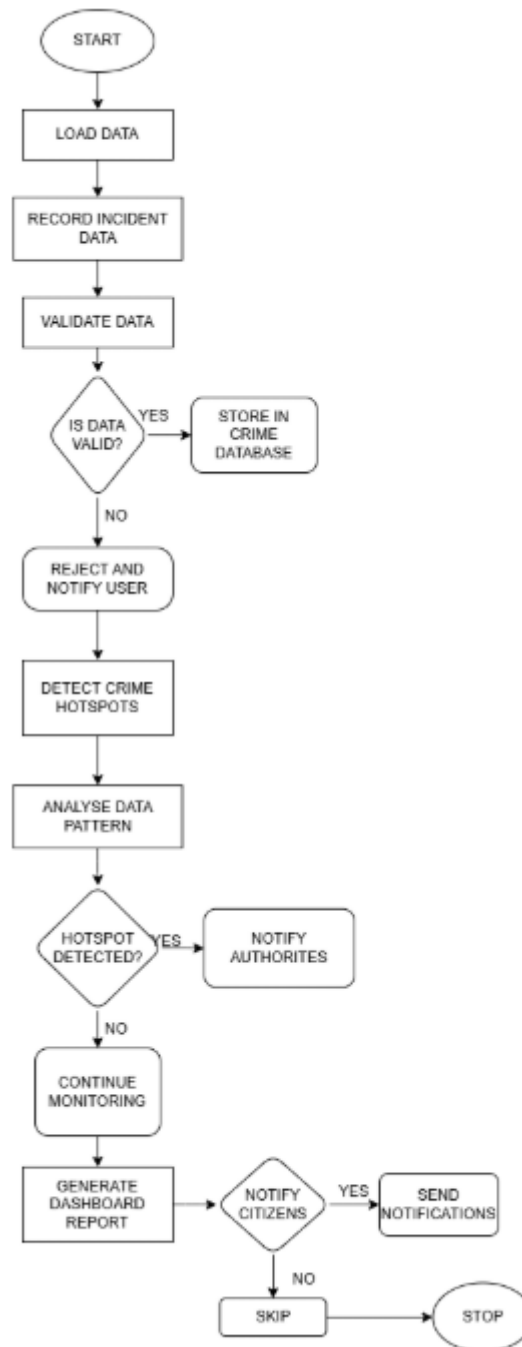 START
LOAD DATA
RECORD INCIDENT
DATA
VALIDATE DATA
IS DATA
VALID?
YES
STORE IN
CRIME
DATABASE
NO
REJECT AND
NOTIFY USER
DETECT CRIME
HOTSPOTS
ANALYSE DATA
PATTERN
HOTSPOT
DETECTED?
YES
NOTIFY
AUTHORITES
NO
CONTINUE
MONITORING
GENERATE
DASHBOARD
REPORT
NOTIFY
CITIZENS
YES
SEND
NOTIFICATIONS
NO
SKIP
STOP